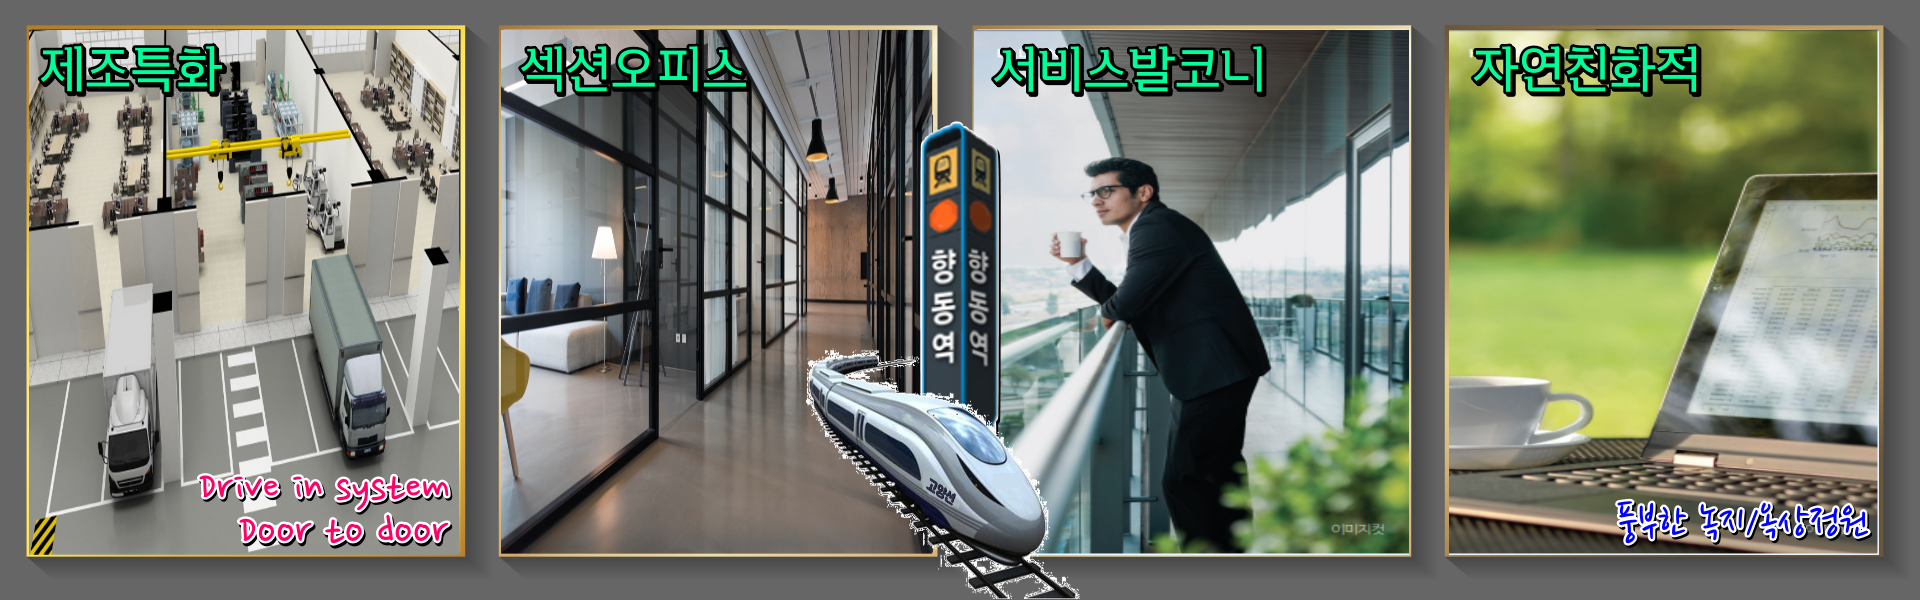 제조특화
Drive in system
Door to door
섹션오피스
향동역
향동역
고양선
서비스발코니
이미지컷
자연친화적
풍부한 녹지/옥상정원